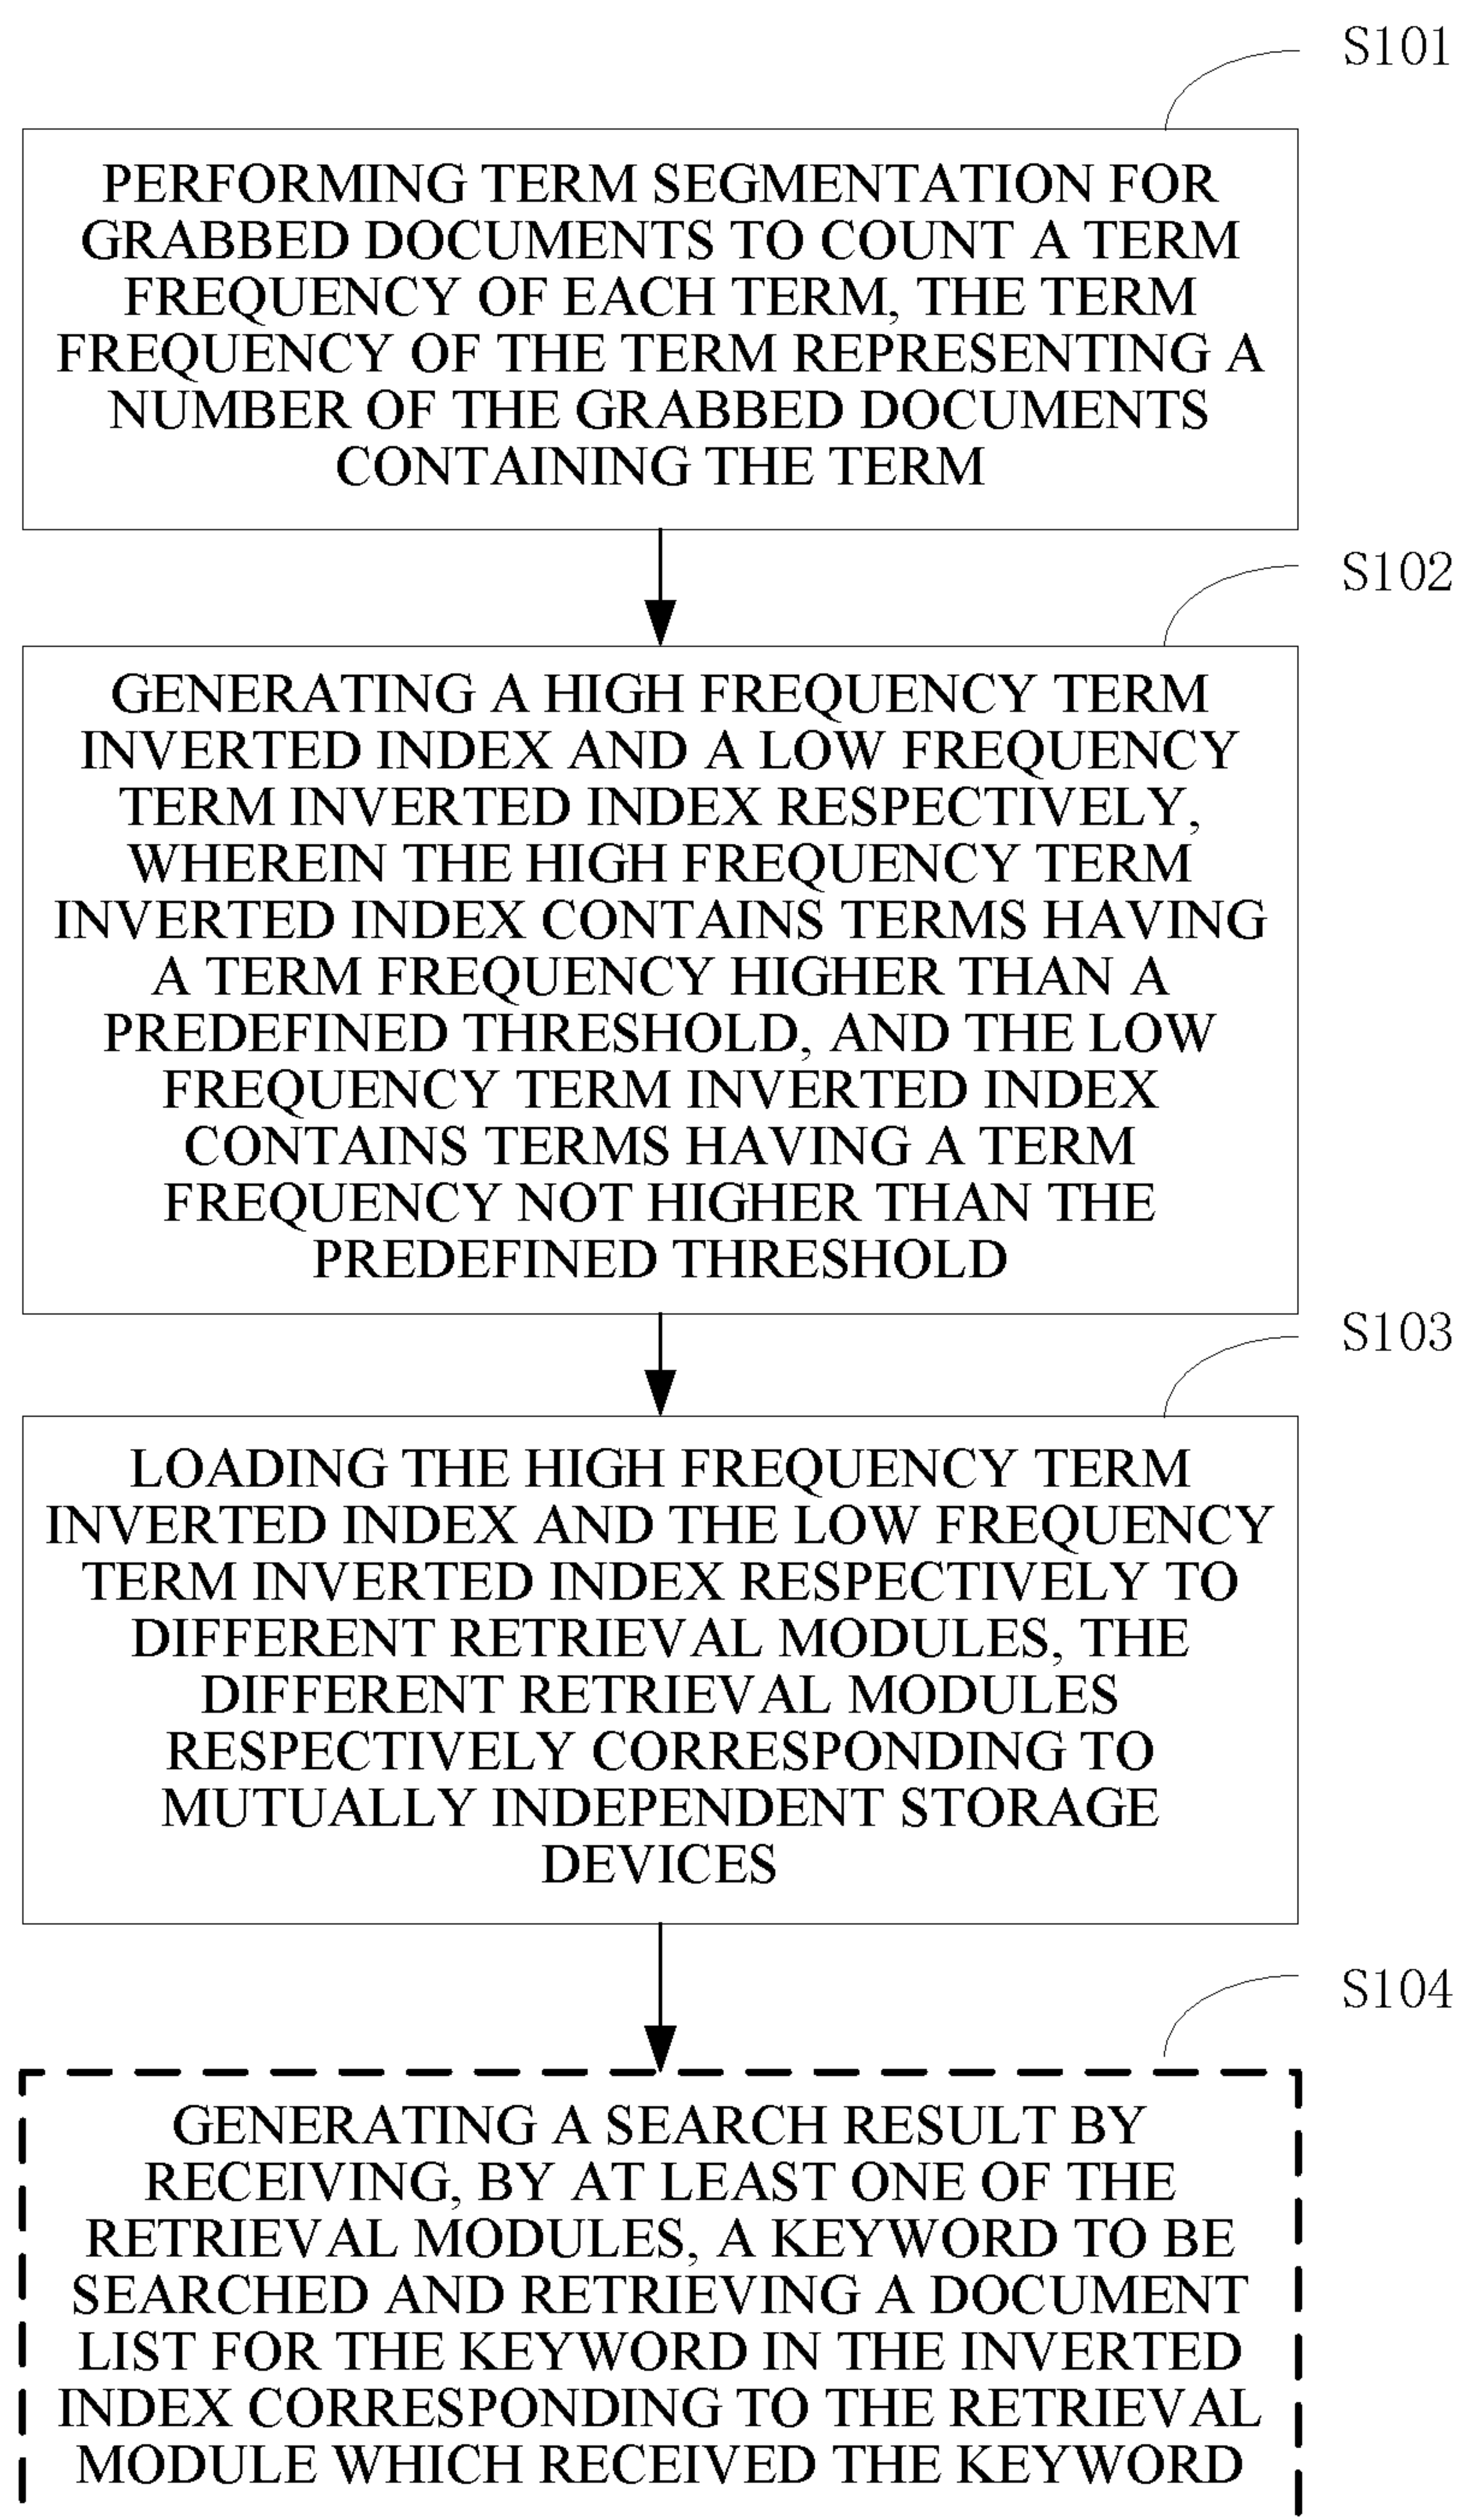 S101
PERFORMING TERM SEGMENTATION FOR
GRABBED DOCUMENTS TO COUNT A TERM
FREQUENCY OF EACH TERM, THE TERM
FREQUENCY OF THE TERM REPRESENTING A
NUMBER OF THE GRABBED DOCUMENTS
CONTAINING THE TERM
S102
GENERATING A HIGH FREQUENCY TERM
INVERTED INDEX AND A LOW FREQUENCY
TERM INVERTED INDEX RESPECTIVELY,
WHEREIN THE HIGH FREQUENCY TERM
INVERTED INDEX CONTAINS TERMS HAVING
A TERM FREQUENCY HIGHER THAN A
PREDEFINED THRESHOLD, AND THE LOW
FREQUENCY TERM INVERTED INDEX
CONTAINS TERMS HAVING A TERM
FREQUENCY NOT HIGHER THAN THE
PREDEFINED THRESHOLD
S103
LOADING THE HIGH FREQUENCY TERM
INVERTED INDEX AND THE LOW FREQUENCY
TERM INVERTED INDEX RESPECTIVELY TO
DIFFERENT RETRIEVAL MODULES, THE
DIFFERENT RETRIEVAL MODULES
RESPECTIVELY CORRESPONDING TO
MUTUALLY INDEPENDENT STORAGE
DEVICES
S104
GENERATING A SEARCH RESULT BY
RECEIVING, BY AT LEAST ONE OF THE
RETRIEVAL MODULES, A KEYWORD TO BE
SEARCHED AND RETRIEVING A DOCUMENT
LIST FOR THE KEYWORD IN THE INVERTED
INDEX CORRESPONDING TO THE RETRIEVAL
MODULE WHICH RECEIVED THE KEYWORD